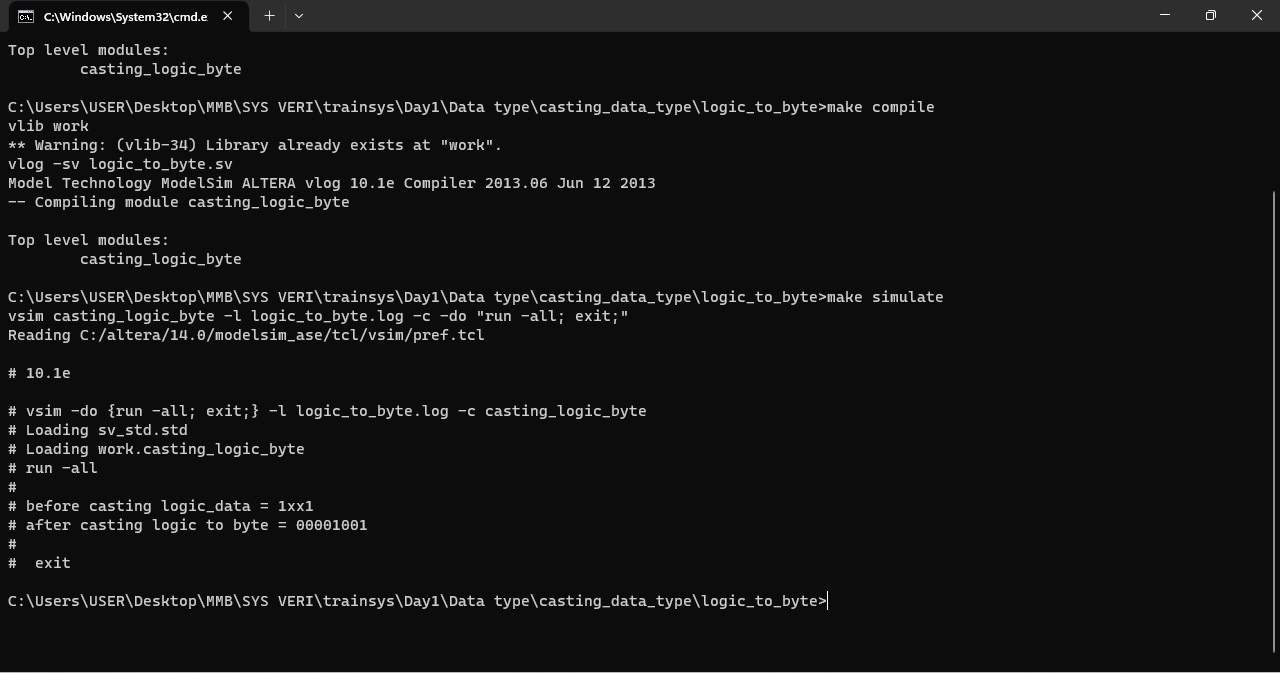 C:\Windows\System32\cmd.e
Top level modules:
casting_logic_byte
C:\Users\USER\Desktop\MMB\SYS VERI\trainsys\Day1\Data type\casting_data_type\logic_to_byte>make compile
vlib work
** Warning: (vlib-34) Library already exists at "work".
vlog -sv logic_to_byte.sv
Model Technology ModelSim ALTERA vlog 10.1e Compiler 2013.06 Jun 12 2013
-- Compiling module casting_logic_byte
Top level modules:
casting_logic_byte
C:\Users\USER\Desktop\MMB\SYS VERI\trainsys\Day1\Data type\casting_data_type\logic_to_byte>make simulate
vsim casting_logic_byte -l logic_to_byte.log -c -do "run -all; exit;"
Reading C:/altera/14.0/modelsim_ase/tcl/vsim/pref.tcl
# 10.1e
# vsim -do {run -all; exit;} -l logic_to_byte.log -c casting_logic_byte
# Loading sv_std.std
# Loading work.casting_logic_byte
# run -all
#
# before casting logic_data = 1xx1
# after casting logic to byte = 00001001
#
#  exit
C:\Users\USER\Desktop\MMB\SYS VERI\trainsys\Day1\Data type\casting_data_type\logic_to_byte>